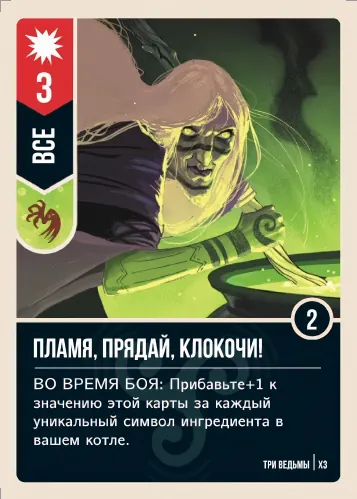 3
ВСЕ
2
ПЛАМЯ, ПРЯДАЙ, КЛОКОЧИ!
ВО ВРЕМЯ БОЯ: Прибавьте+1 к
значению этой карты за каждый
уникальный символ ингредиента в
вашем котле.
ТРИ ВЕДЬМЫ | X3